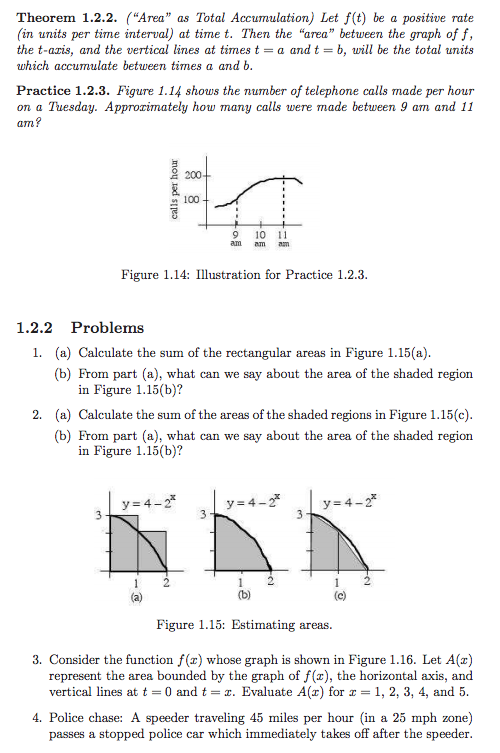 Theorem 1.2.2. (“Area” as Total Accumulation) Let f(t) be a positive rate
(in units per time interval) at time t. Then the “area” between the graph of f,
the t-axis, and the vertical lines at times t = a and t = b, will be the total units
which accumulate between times a and b.
Practice 1.2.3. Figure 1.14 shows the number of telephone calls made per hour
on a Tuesday. Approximately how many calls were made between 9 am and 11
am?
calls per hour
200
100
9 10 11
am am am
Figure 1.14: Illustration for Practice 1.2.3.
1.2.2 Problems
1. (a) Calculate the sum of the rectangular areas in Figure 1.15(a).
(b) From part (a), what can we say about the area of the shaded region
in Figure 1.15(b)?
2. (a) Calculate the sum of the areas of the shaded regions in Figure 1.15(c).
(b) From part (a), what can we say about the area of the shaded region
in Figure 1.15(b)?
y = 4 – 2^x y = 4 – 2^x y = 4 – 2^x
3 3 3
1 2 1 2 1 2
(a) (b) (c)
Figure 1.15: Estimating areas.
3. Consider the function f(x) whose graph is shown in Figure 1.16. Let A(x)
represent the area bounded by the graph of f(x), the horizontal axis, and
vertical lines at t = 0 and t = x. Evaluate A(x) for x = 1, 2, 3, 4, and 5.
4. Police chase: A speeder traveling 45 miles per hour (in a 25 mph zone)
passes a stopped police car which immediately takes off after the speeder.